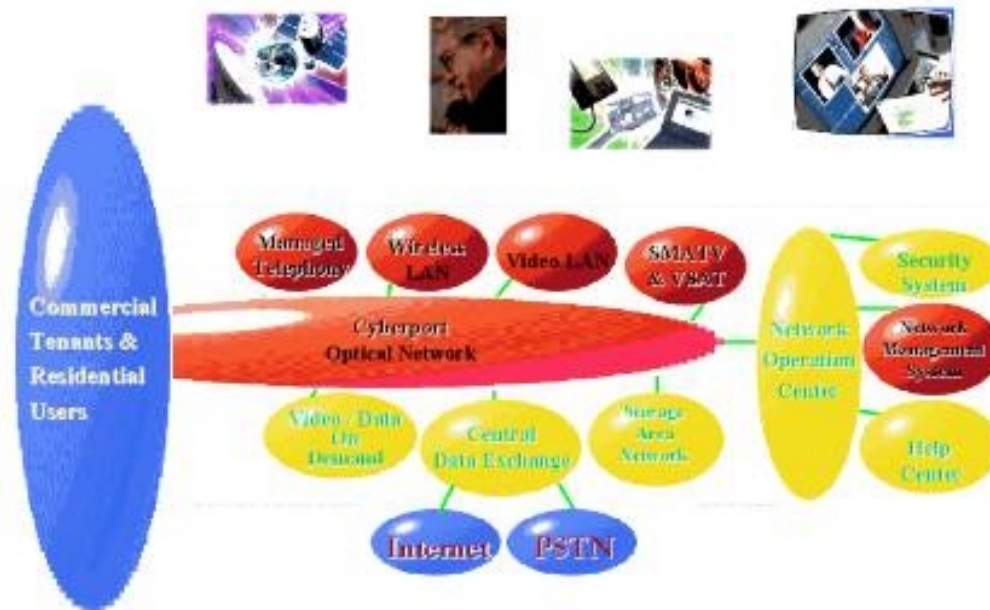 Managed
Telephony
Wireless
LAN
Video LAN
SMATV
& VSAT
Security
System
Commercial
Tenants &
Residential
Users
Cyberport
Optical Network
Network
Operation
Centre
Network
Management
System
Video / Data
On
Demand
Central
Data Exchange
Storage
Area
Network
Help
Centre
Internet
PSTN